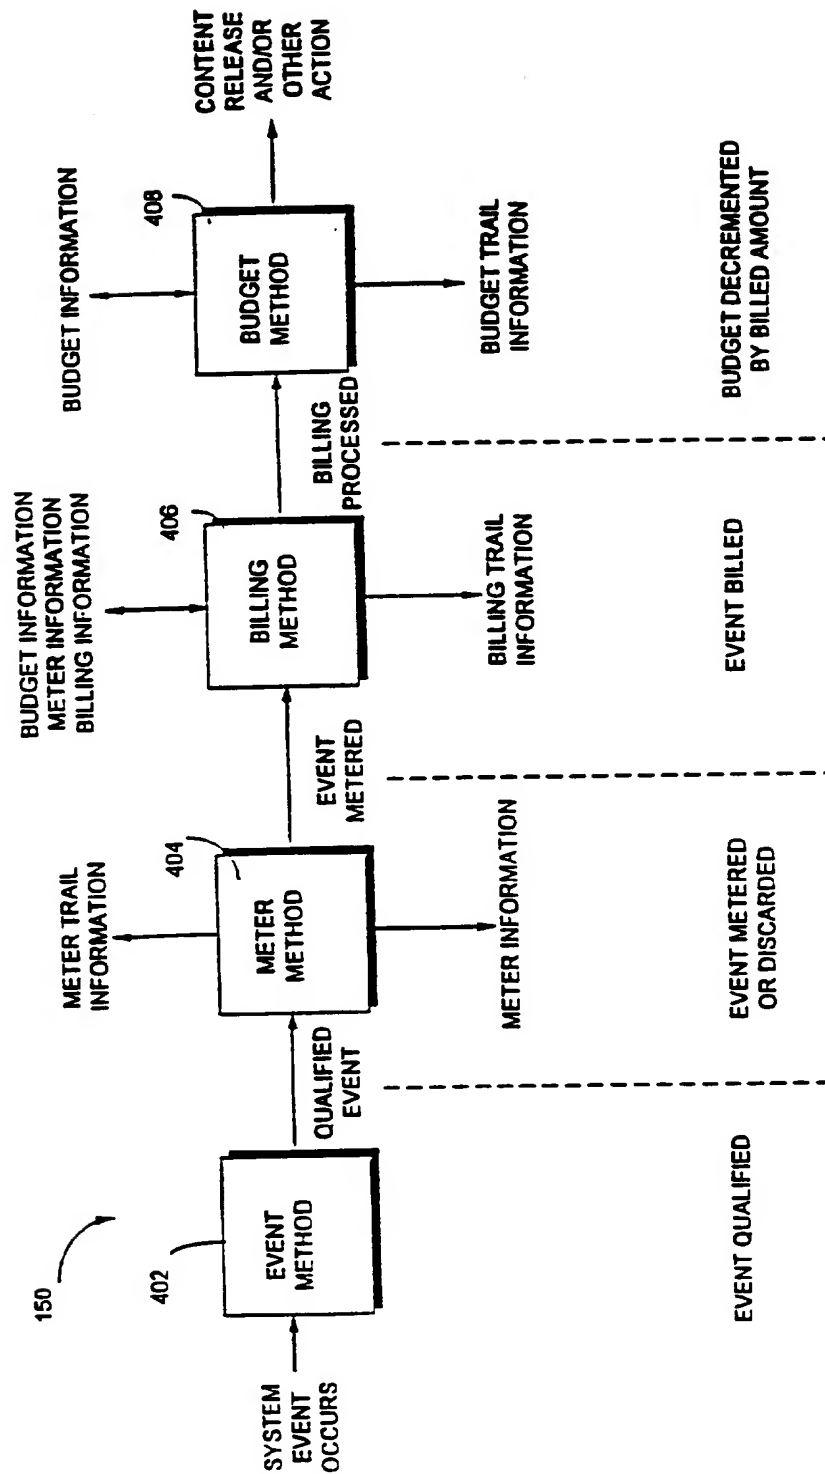 150
SYSTEM
EVENT
OCCURS
402
EVENT
METHOD
QUALIFIED
EVENT
EVENT QUALIFIED
METER TRAIL
INFORMATION
404
METER
METHOD
EVENT
METERED
METER INFORMATION
EVENT METERED
OR DISCARDED
BUDGET INFORMATION
METER INFORMATION
BILLING INFORMATION
406
BILLING
METHOD
BILLING
PROCESSED
BILLING TRAIL
INFORMATION
EVENT BILLED
BUDGET INFORMATION
408
BUDGET
METHOD
CONTENT
RELEASE
AND/OR
OTHER
ACTION
BUDGET TRAIL
INFORMATION
BUDGET DECREMENTED
BY BILLED AMOUNT